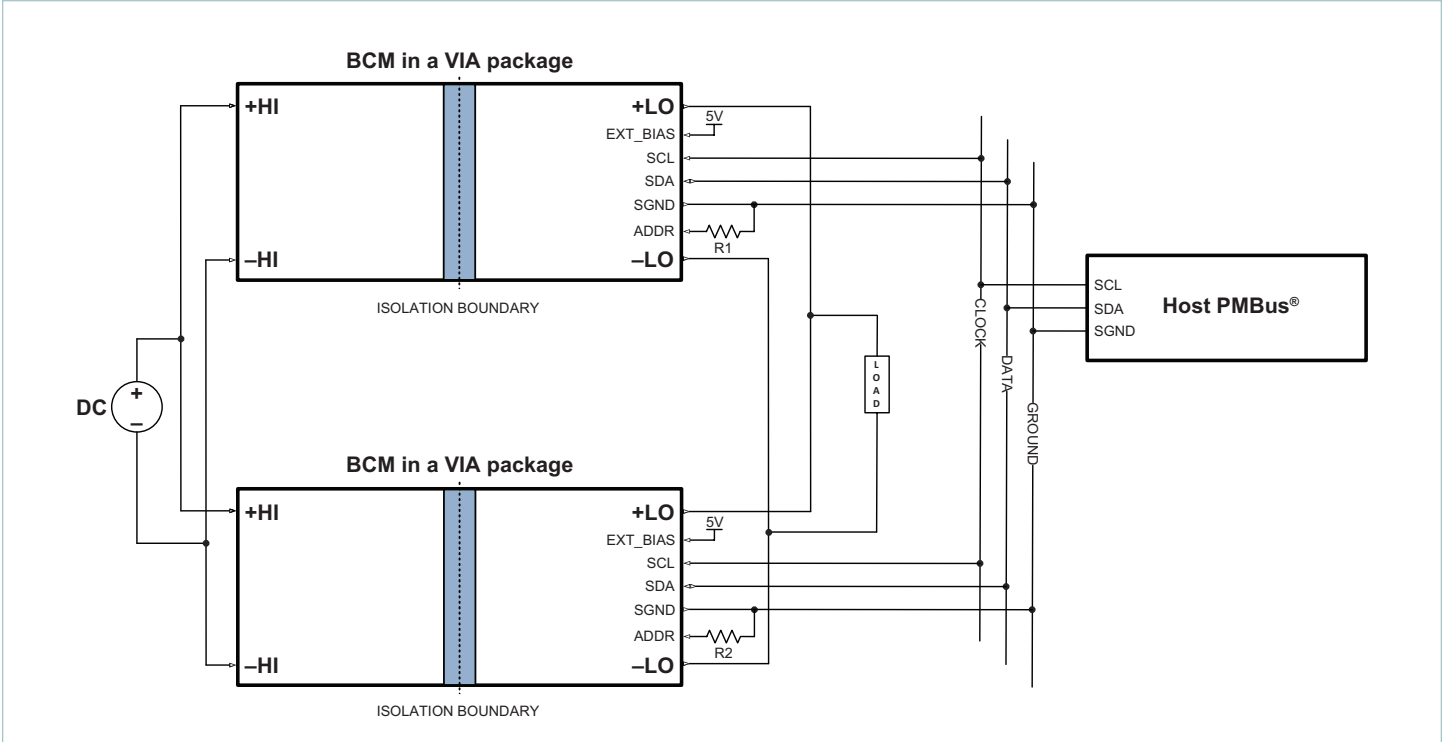 BCM in a VIA package
+HI
–HI
+LO
EXT_BIAS
5V
SCL
SDA
SGND
ADDR
R1
–LO
ISOLATION BOUNDARY
DC
+
–
LOAD
CLOCK
DATA
GROUND
SCL
SDA
SGND
Host PMBus®
BCM in a VIA package
+HI
–HI
+LO
EXT_BIAS
5V
SCL
SDA
SGND
ADDR
R2
–LO
ISOLATION BOUNDARY